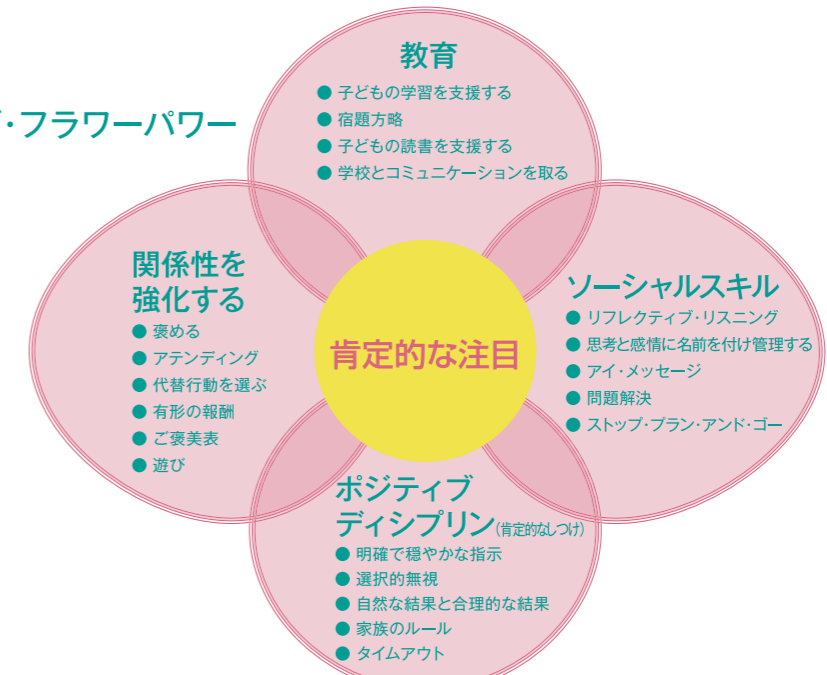 ・フラワーパワー
教育
● 子どもの学習を支援する
● 宿題方略
● 子どもの読書を支援する
● 学校とコミュニケーションを取る
関係性を
強化する
● 褒める
● アテンディング
● 代替行動を選ぶ
● 有形の報酬
● ご褒美表
● 遊び
肯定的な注目
ソーシャルスキル
● リフレクティブ・リスニング
● 思考と感情に名前を付け管理する
● アイ・メッセージ
● 問題解決
● ストップ・プラン・アンド・ゴー
ポジティブ
ディシプリン(肯定的なしつけ)
● 明確で穏やかな指示
● 選択的無視
● 自然な結果と合理的な結果
● 家族のルール
● タイムアウト